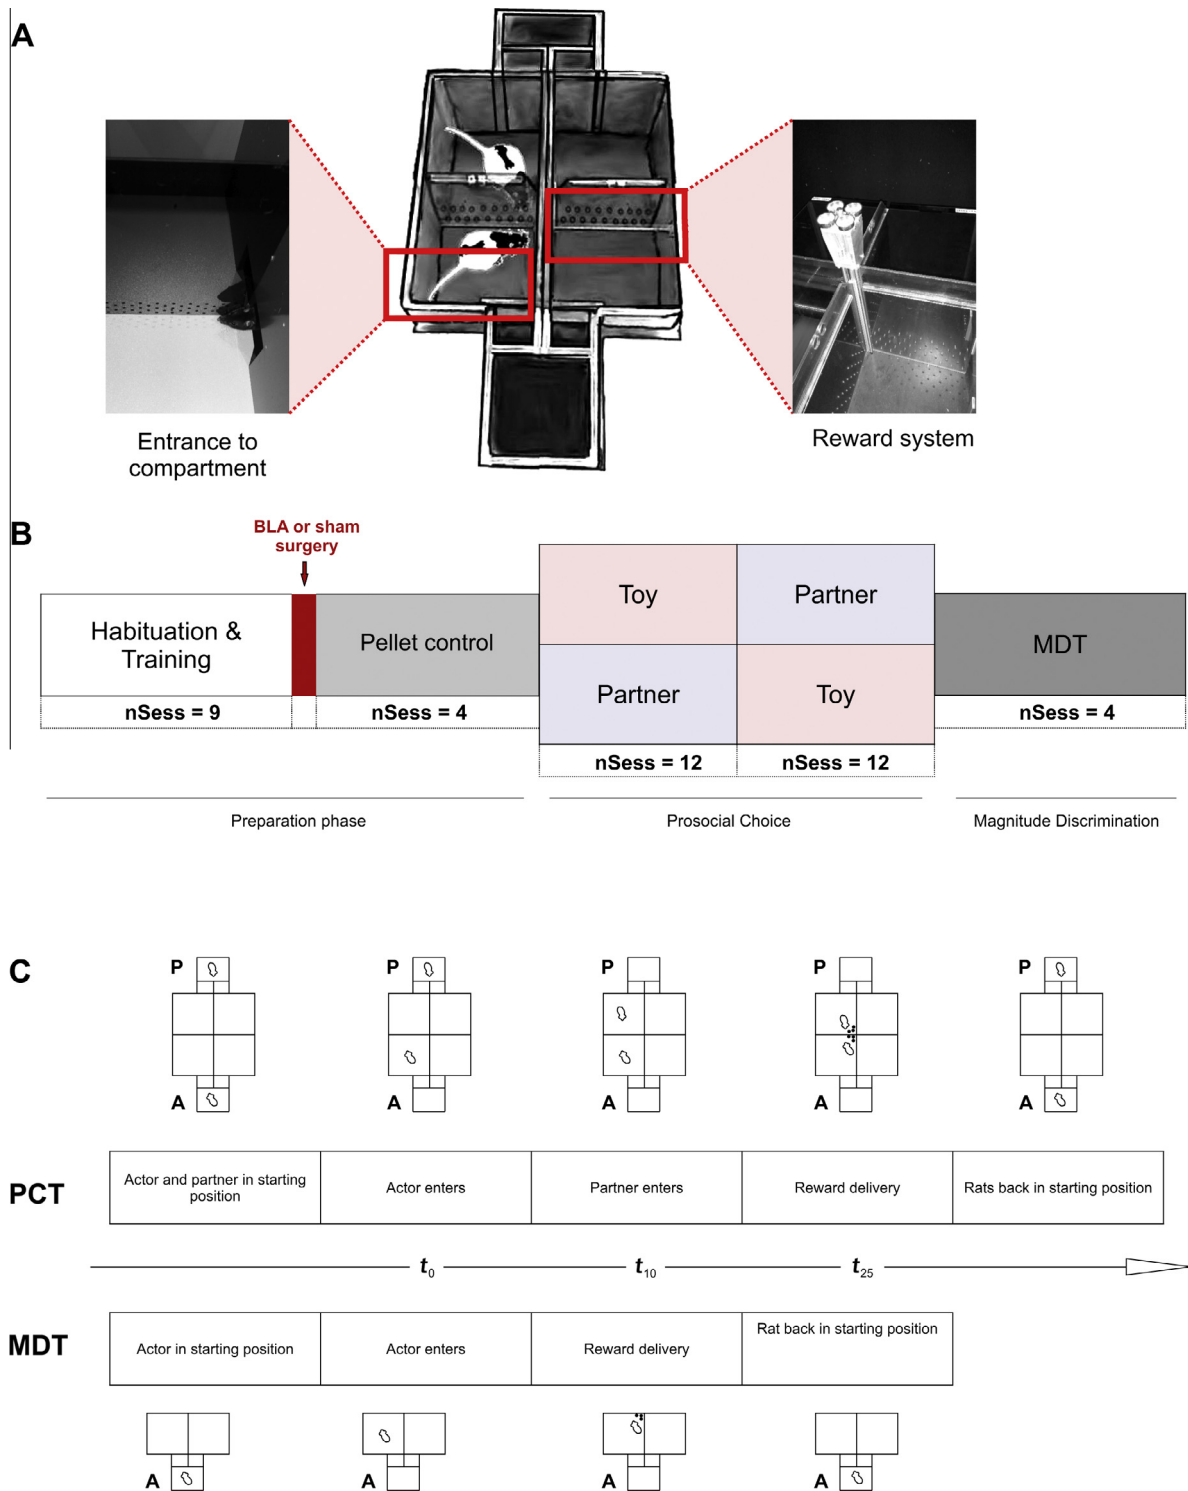 A
Entrance to
compartment
Reward system
B
BLA or sham
surgery
Habituation &
Training
Pellet control
Toy
Partner
Partner
Toy
MDT
nSess = 9
nSess = 4
nSess = 12
nSess = 12
nSess = 4
Preparation phase
Prosocial Choice
Magnitude Discrimination
C
P
P
P
P
P
A
A
A
A
A
PCT
Actor and partner in starting
position
Actor enters
Partner enters
Reward delivery
Rats back in starting position
t0
t10
t25
MDT
Actor in starting position
Actor enters
Reward delivery
Rat back in starting position
A
A
A
A